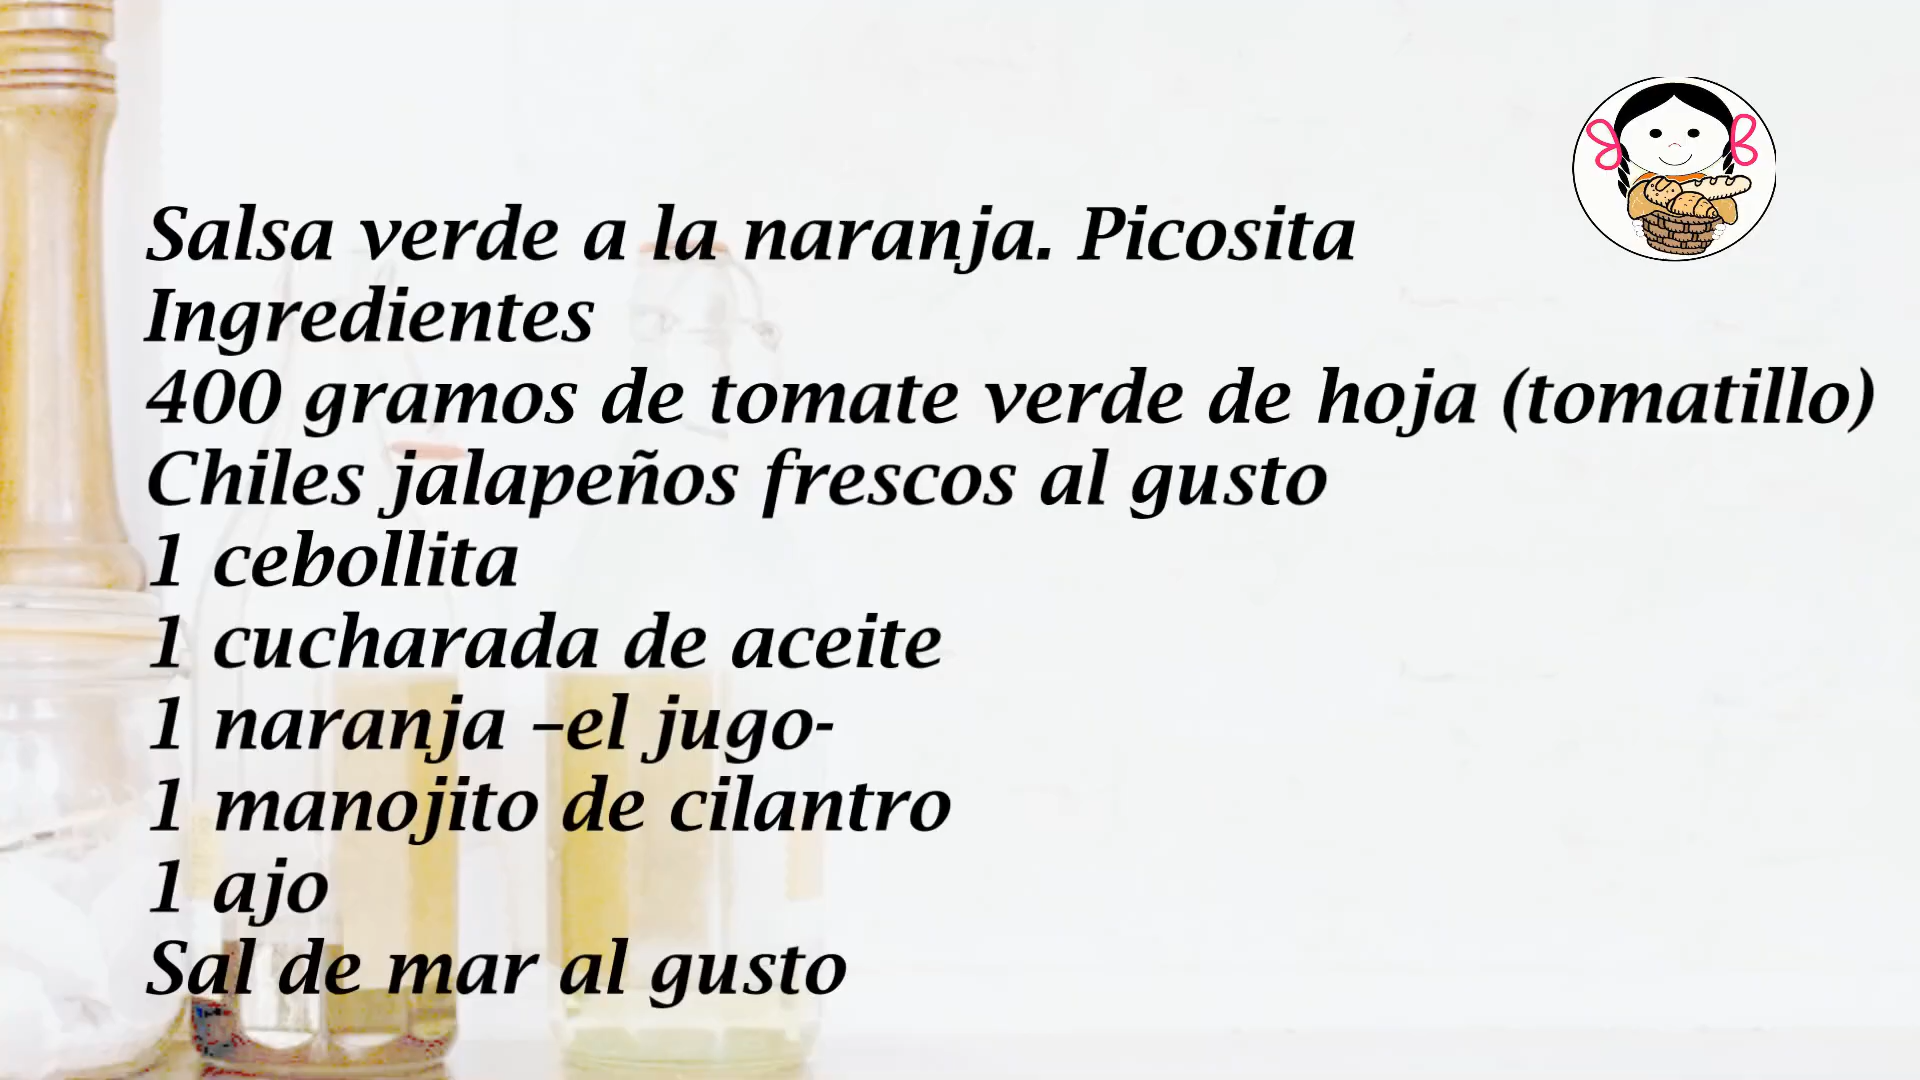 Salsa verde a la naranja. Picosita
Ingredientes
400 gramos de tomate verde de hoja (tomatillo)
Chiles jalapeños frescos al gusto
1 cebollita
1 cucharada de aceite
1 naranja –el jugo-
1 manojito de cilantro
1 ajo
Sal de mar al gusto